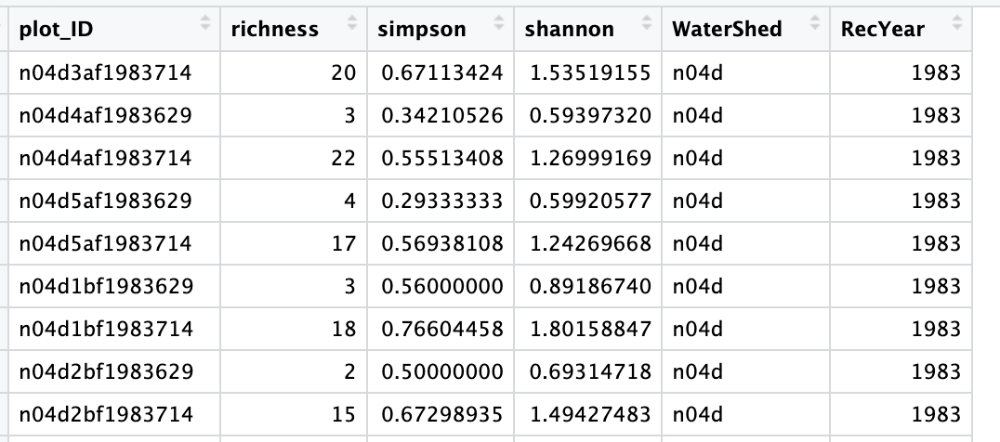 plot_ID richness simpson shannon WaterShed RecYear
n04d3af1983714 20 0.67113424 1.53519155 n04d 1983
n04d4af1983629 3 0.34210526 0.59397320 n04d 1983
n04d4af1983714 22 0.55513408 1.26999169 n04d 1983
n04d5af1983629 4 0.29333333 0.59920577 n04d 1983
n04d5af1983714 17 0.56938108 1.24269668 n04d 1983
n04d1bf1983629 3 0.56000000 0.89186740 n04d 1983
n04d1bf1983714 18 0.76604458 1.80158847 n04d 1983
n04d2bf1983629 2 0.50000000 0.69314718 n04d 1983
n04d2bf1983714 15 0.67298935 1.49427483 n04d 1983